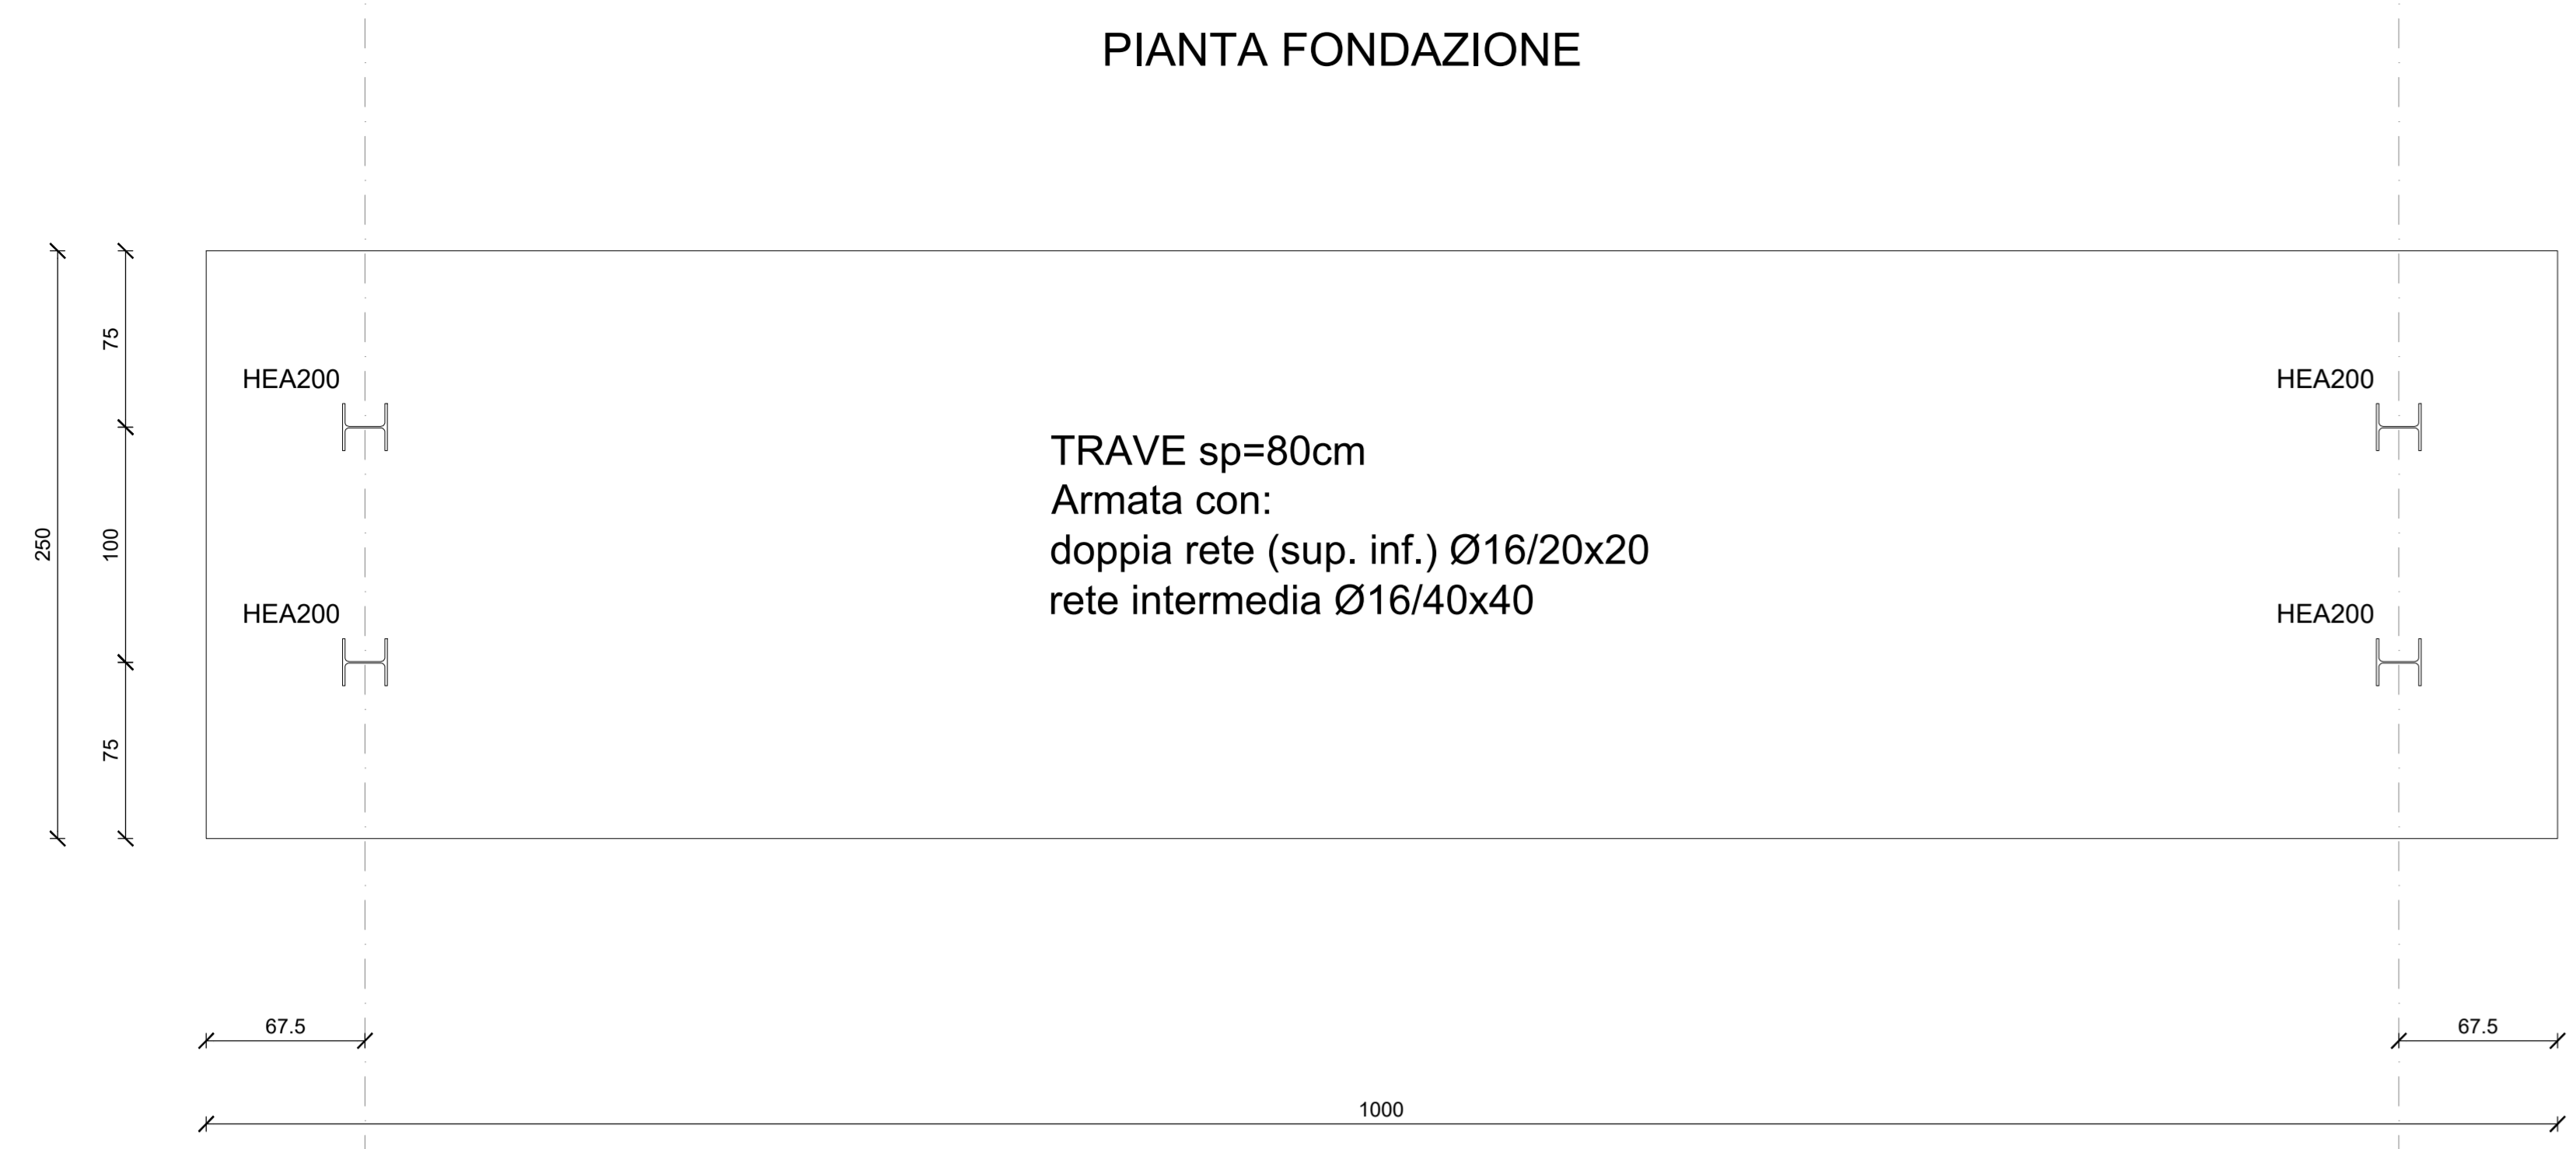 PIANTA FONDAZIONE
75
HEA200
HEA200
TRAVE sp=80cm
Armata con:
doppia rete (sup. inf.) Ø16/20x20
rete intermedia Ø16/40x40
250
100
HEA200
HEA200
75
67.5
67.5
1000